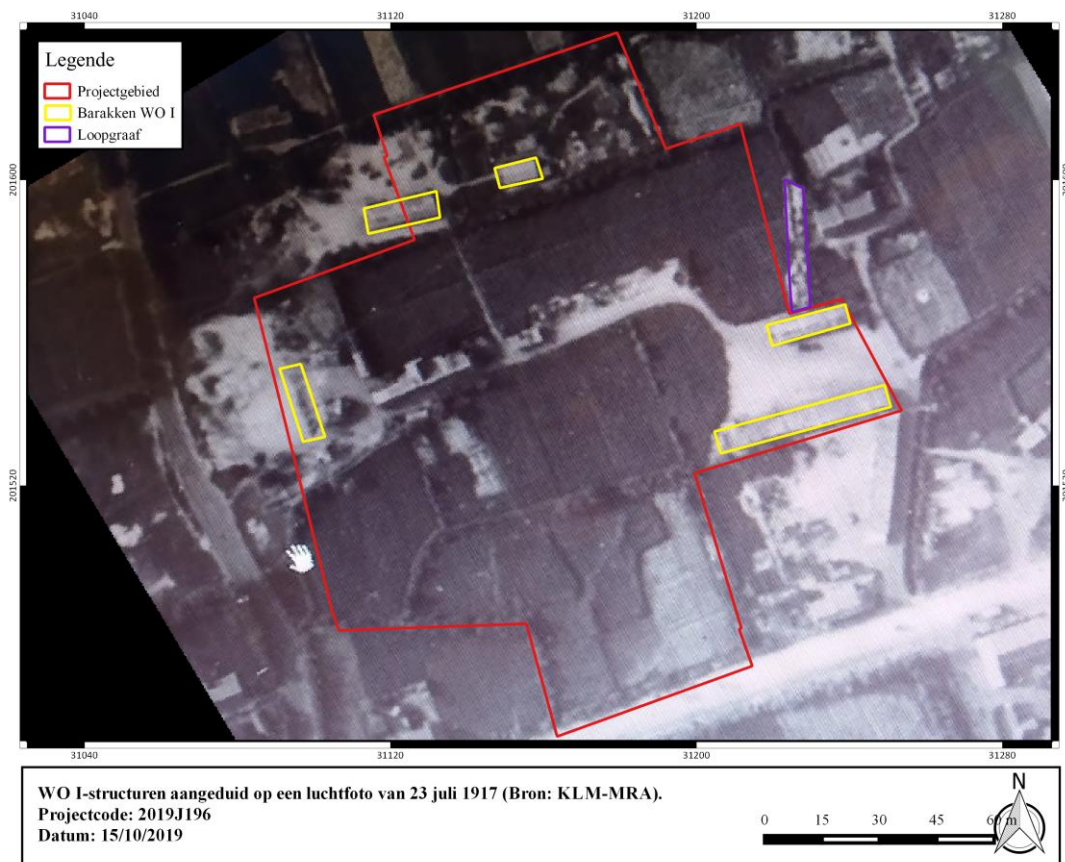 31040 31120 31200 31280
Legende
Projectgebied
Barakken WO I
Loopgraaf
201600 201600
201520 201520
31040 31120 31200 31280
WO I-structuren aangeduid op een luchtfoto van 23 juli 1917 (Bron: KLM-MRA).
Projectcode: 2019J196
Datum: 15/10/2019
N
0 15 30 45 60 m